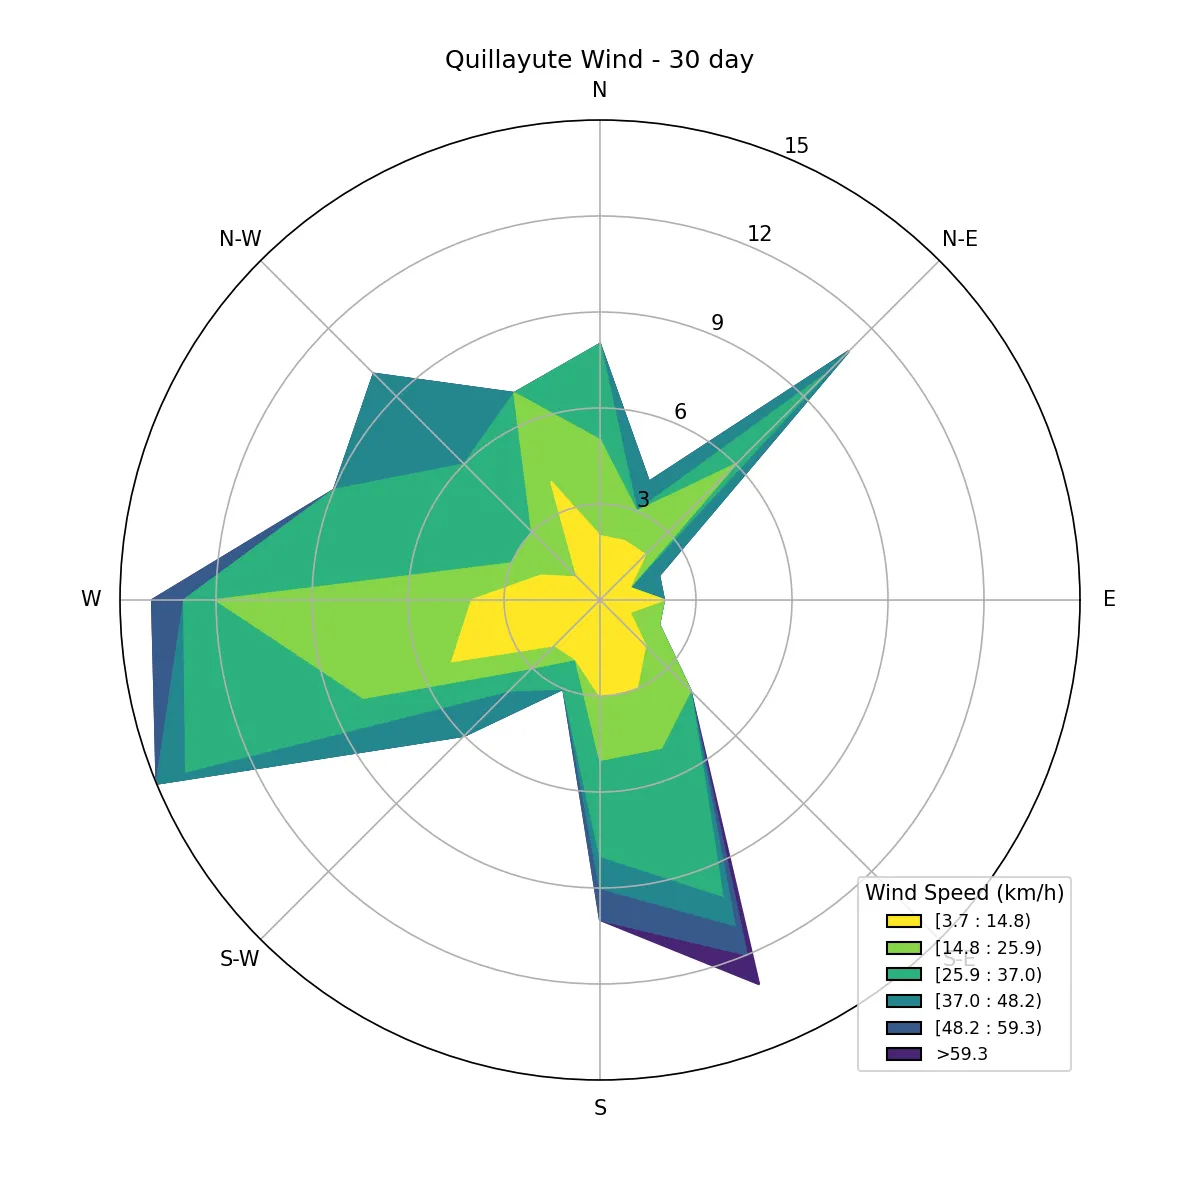 Quillayute Wind - 30 day
N
15
12
N-W
N-E
9
6
3
W
E
Wind Speed (km/h)
[3.7 : 14.8)
[14.8 : 25.9)
S-W
S-E
[25.9 : 37.0)
[37.0 : 48.2)
[48.2 : 59.3)
>59.3
S